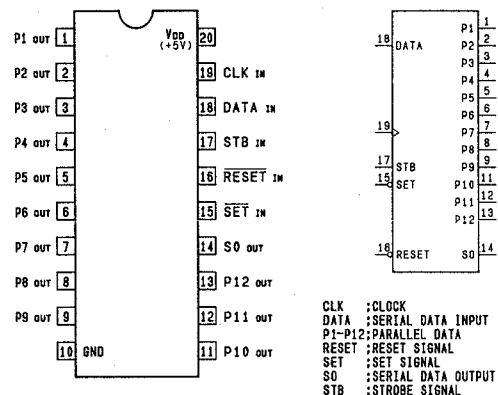 P1 OUT 1
VDD (+5V) 20
P2 OUT 2
19 CLK IN
P3 OUT 3
18 DATA IN
P4 OUT 4
17 STB IN
P5 OUT 5
16 RESET IN
P6 OUT 6
15 SET IN
P7 OUT 7
14 SO OUT
P8 OUT 8
13 P12 OUT
P9 OUT 9
12 P11 OUT
10 GND
11 P10 OUT
P1 1
18 DATA P2 2
P3 3
P4 4
P5 5
P6 6
19 P7 7
P8 8
17 STB P9 9
15 SET P10 11
P11 12
P12 13
16 RESET SO 14
CLK ;CLOCK
DATA ;SERIAL DATA INPUT
P1-P12;PARALLEL DATA
RESET ;RESET SIGNAL
SET ;SET SIGNAL
SO ;SERIAL DATA OUTPUT
STB ;STROBE SIGNAL